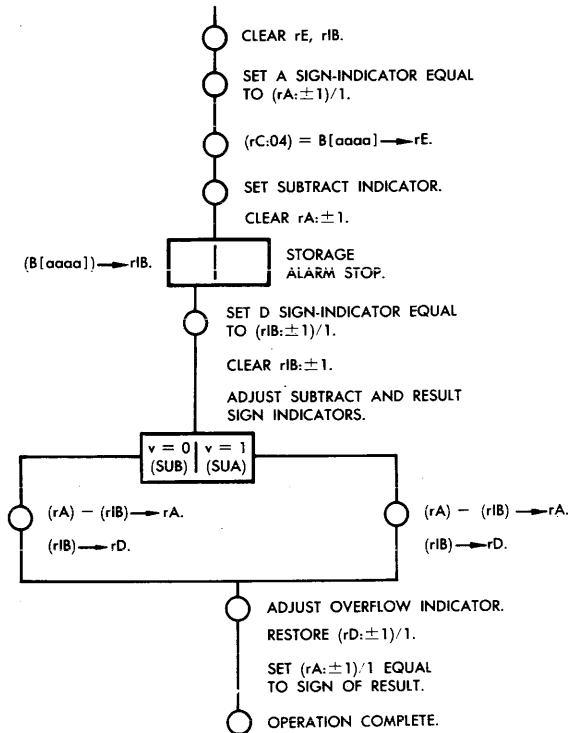 CLEAR rE, rIB.
SET A SIGN-INDICATOR EQUAL
TO (rA:±1)/1.
(rC:04) = B[aaaa]→rE.
SET SUBTRACT INDICATOR.
CLEAR rA:±1.
(B[aaaa])→rIB.
STORAGE
ALARM STOP.
SET D SIGN-INDICATOR EQUAL
TO (rIB:±1)/1.
CLEAR rIB:±1.
ADJUST SUBTRACT AND RESULT
SIGN INDICATORS.
v = 0 | v = 1
(SUB) | (SUA)
(rA) − (rIB)→rA.
(rIB)→rD.
(rA) − (rIB)→rA.
(rIB)→rD.
ADJUST OVERFLOW INDICATOR.
RESTORE (rD:±1)/1.
SET (rA:±1)/1 EQUAL
TO SIGN OF RESULT.
OPERATION COMPLETE.